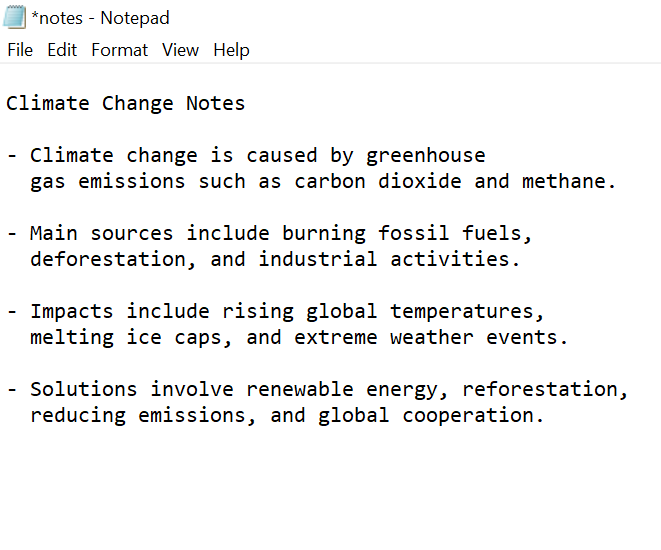 *notes - Notepad
File Edit Format View Help
Climate Change Notes
- Climate change is caused by greenhouse
gas emissions such as carbon dioxide and methane.
- Main sources include burning fossil fuels,
deforestation, and industrial activities.
- Impacts include rising global temperatures,
melting ice caps, and extreme weather events.
- Solutions involve renewable energy, reforestation,
reducing emissions, and global cooperation.